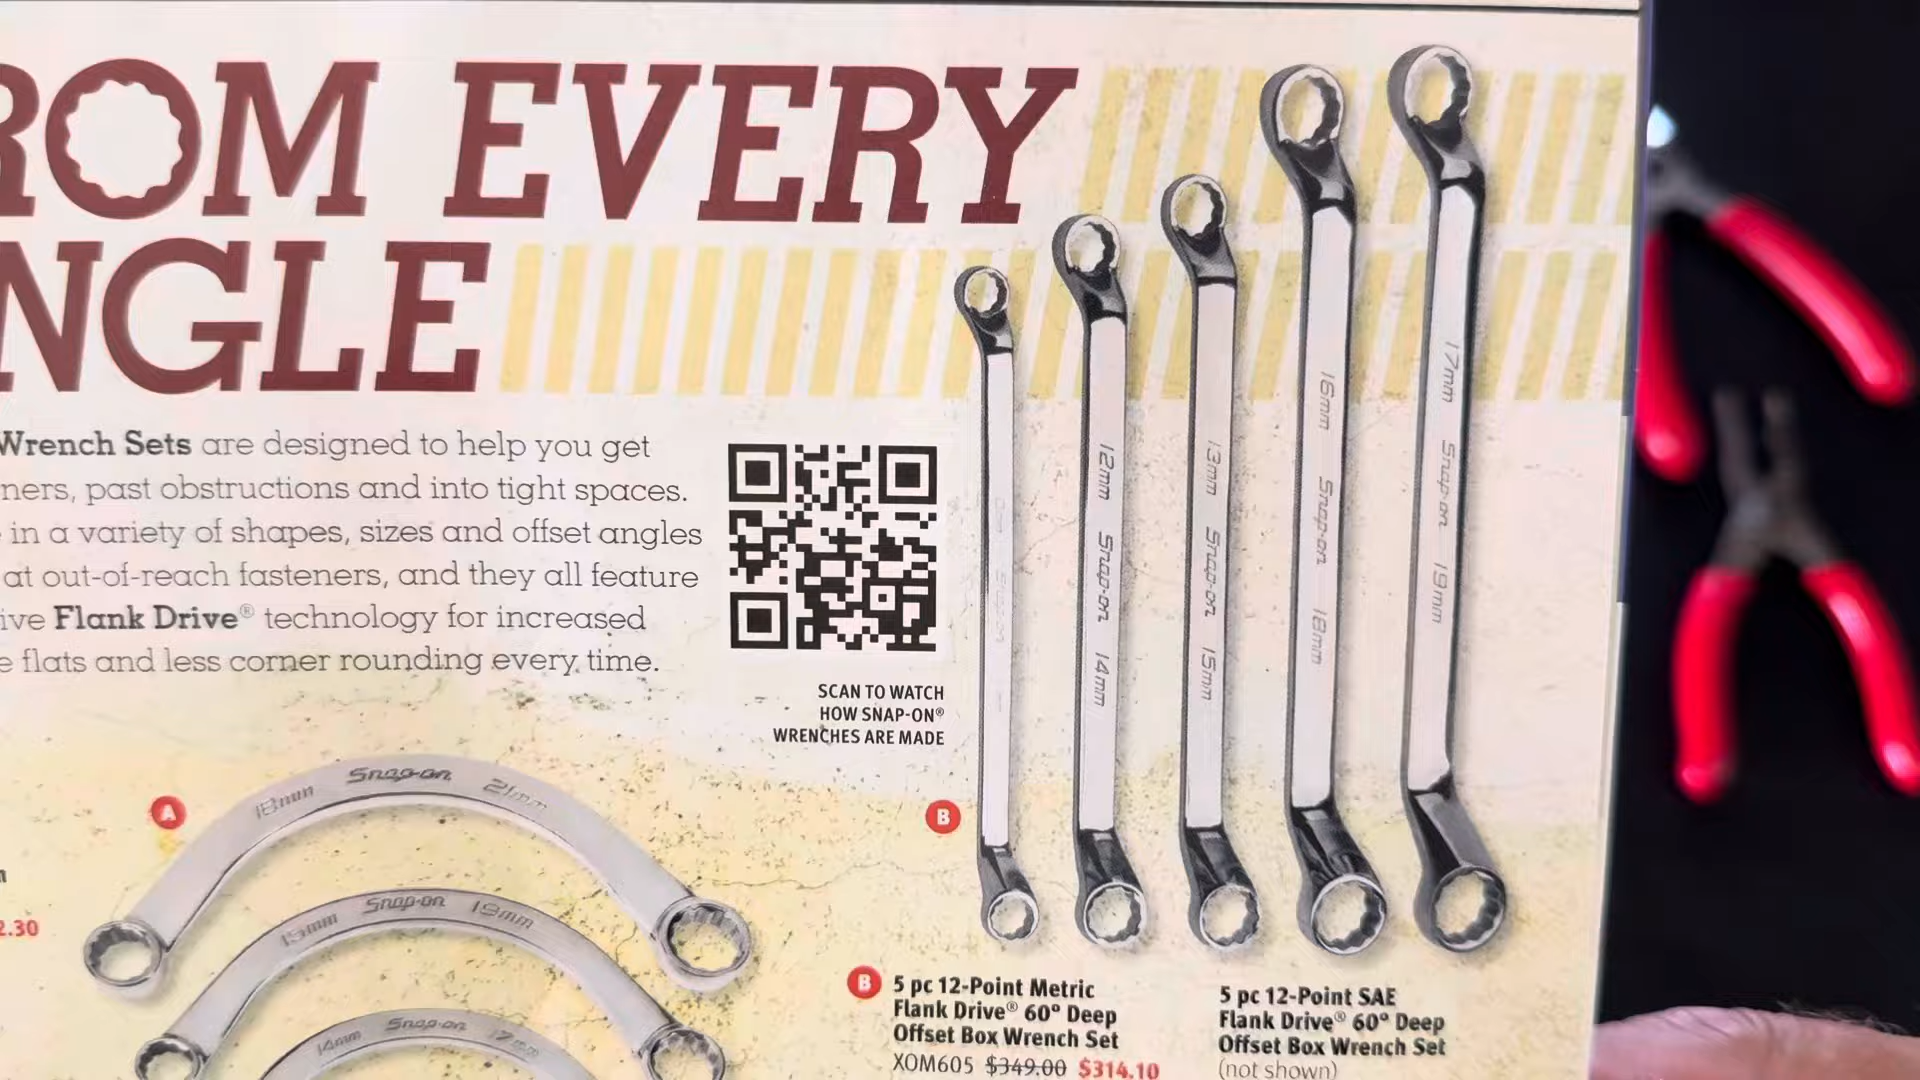 ROM EVERY
NGLE
Wrench Sets are designed to help you get
ners, past obstructions and into tight spaces.
in a variety of shapes, sizes and offset angles
at out-of-reach fasteners, and they all feature
ive Flank Drive® technology for increased
e flats and less corner rounding every time.
SCAN TO WATCH
HOW SNAP-ON®
WRENCHES ARE MADE
12mm Snap-on 14mm
13mm Snap-on 15mm
16mm Snap-on 18mm
17mm Snap-on 19mm
A
18mm Snap-on 21mm
15mm Snap-on 19mm
14mm Snap-on 17mm
B
2.30
B 5 pc 12-Point Metric
Flank Drive® 60° Deep
Offset Box Wrench Set
XOM605 $349.00 $314.10
5 pc 12-Point SAE
Flank Drive® 60° Deep
Offset Box Wrench Set
(not shown)